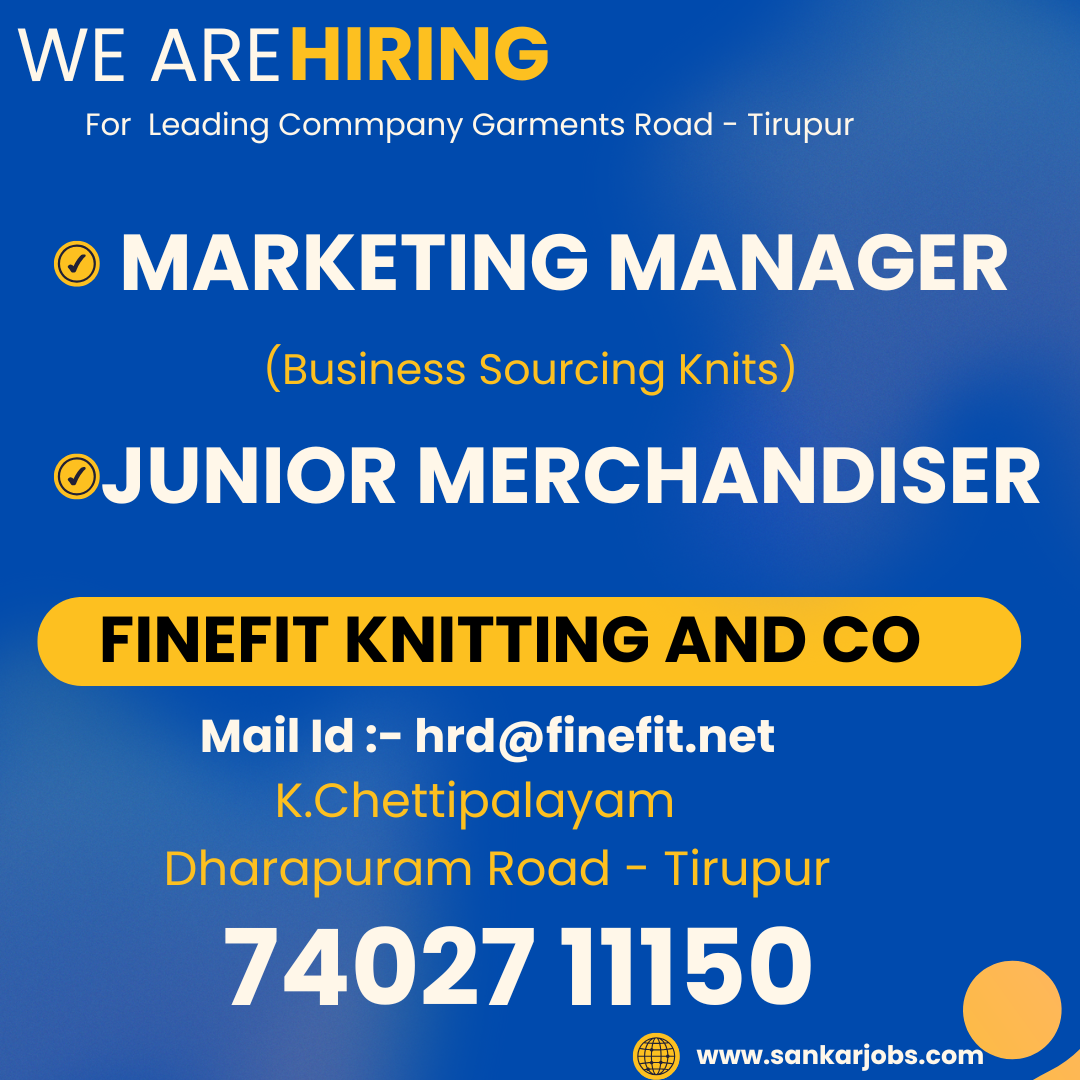 WE ARE HIRING
For Leading Commpany Garments Road - Tirupur
MARKETING MANAGER
(Business Sourcing Knits)
JUNIOR MERCHANDISER
FINEFIT KNITTING AND CO
Mail Id :- hrd@finefit.net
K.Chettipalayam
Dharapuram Road - Tirupur
74027 11150
www.sankarjobs.com